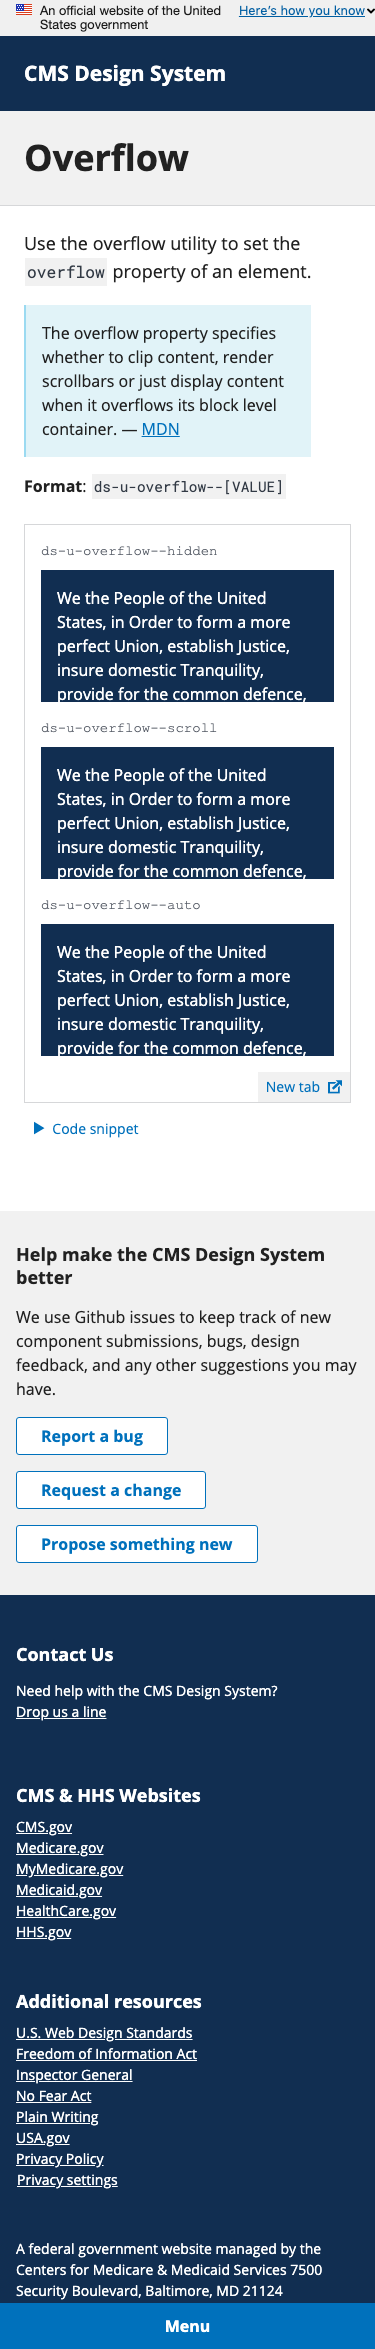 An official website of the United
States government
Here's how you know
CMS Design System
Overflow
Use the overflow utility to set the
overflow property of an element.
The overflow property specifies
whether to clip content, render
scrollbars or just display content
when it overflows its block level
container. — MDN
Format: ds-u-overflow--[VALUE]
ds-u-overflow--hidden
We the People of the United
States, in Order to form a more
perfect Union, establish Justice,
insure domestic Tranquility,
provide for the common defence,
ds-u-overflow--scroll
We the People of the United
States, in Order to form a more
perfect Union, establish Justice,
insure domestic Tranquility,
provide for the common defence,
ds-u-overflow--auto
We the People of the United
States, in Order to form a more
perfect Union, establish Justice,
insure domestic Tranquility,
provide for the common defence,
New tab
Code snippet
Help make the CMS Design System
better
We use Github issues to keep track of new
component submissions, bugs, design
feedback, and any other suggestions you may
have.
Report a bug
Request a change
Propose something new
Contact Us
Need help with the CMS Design System?
Drop us a line
CMS & HHS Websites
CMS.gov
Medicare.gov
MyMedicare.gov
Medicaid.gov
HealthCare.gov
HHS.gov
Additional resources
U.S. Web Design Standards
Freedom of Information Act
Inspector General
No Fear Act
Plain Writing
USA.gov
Privacy Policy
Privacy settings
A federal government website managed by the
Centers for Medicare & Medicaid Services 7500
Security Boulevard, Baltimore, MD 21124
Menu